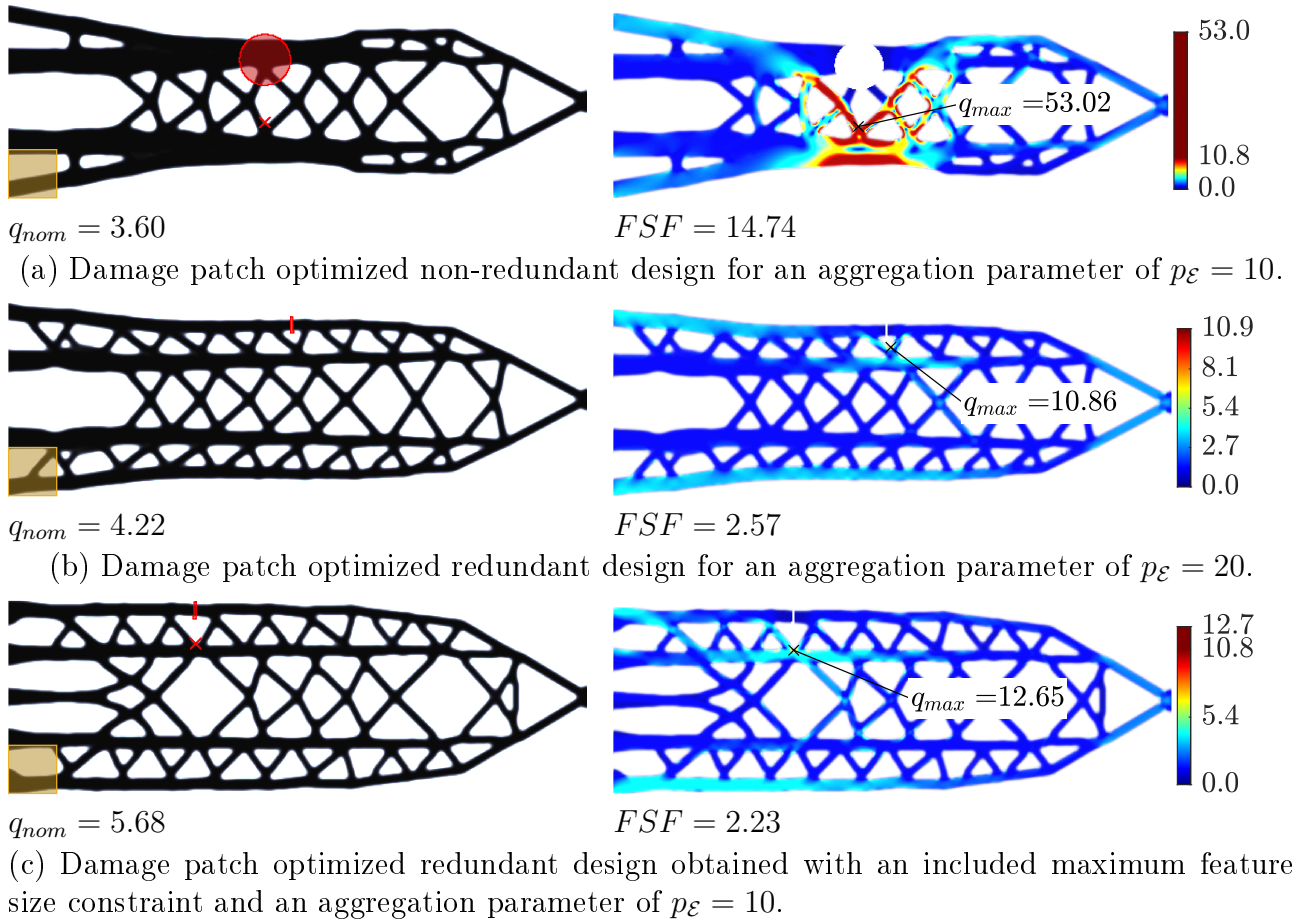 53.0
q_max =53.02
10.8
0.0
q_nom = 3.60
FSF = 14.74
(a) Damage patch optimized non-redundant design for an aggregation parameter of p_ℰ = 10.
10.9
8.1
5.4
q_max =10.86
2.7
0.0
q_nom = 4.22
FSF = 2.57
(b) Damage patch optimized redundant design for an aggregation parameter of p_ℰ = 20.
12.7
10.8
q_max =12.65
5.4
0.0
q_nom = 5.68
FSF = 2.23
(c) Damage patch optimized redundant design obtained with an included maximum feature
size constraint and an aggregation parameter of p_ℰ = 10.